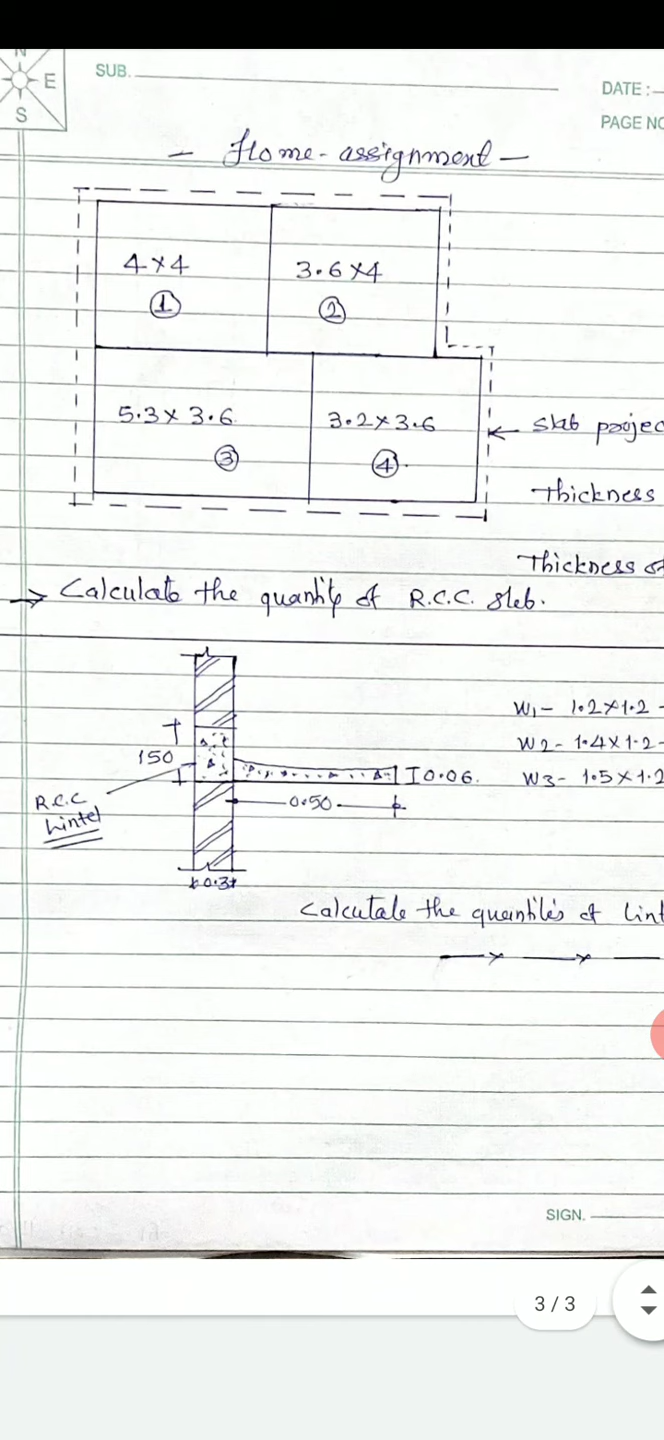 N
E
S
SUB.
DATE :
PAGE NO
- Home-assignment -
4×4
3.6×4
①
②
5.3×3.6
3.2×3.6
③
④
slab projec
Thickness
Thickness of
→ Calculate the quantity of R.C.C. Slab.
W1- 1.2×1.2 -
W2- 1.4×1.2-
W3- 1.5×1.2
150
0.06.
0.50
R.C.C
Lintel
0.3
Calculate the quantities of Lint
SIGN.
3 / 3